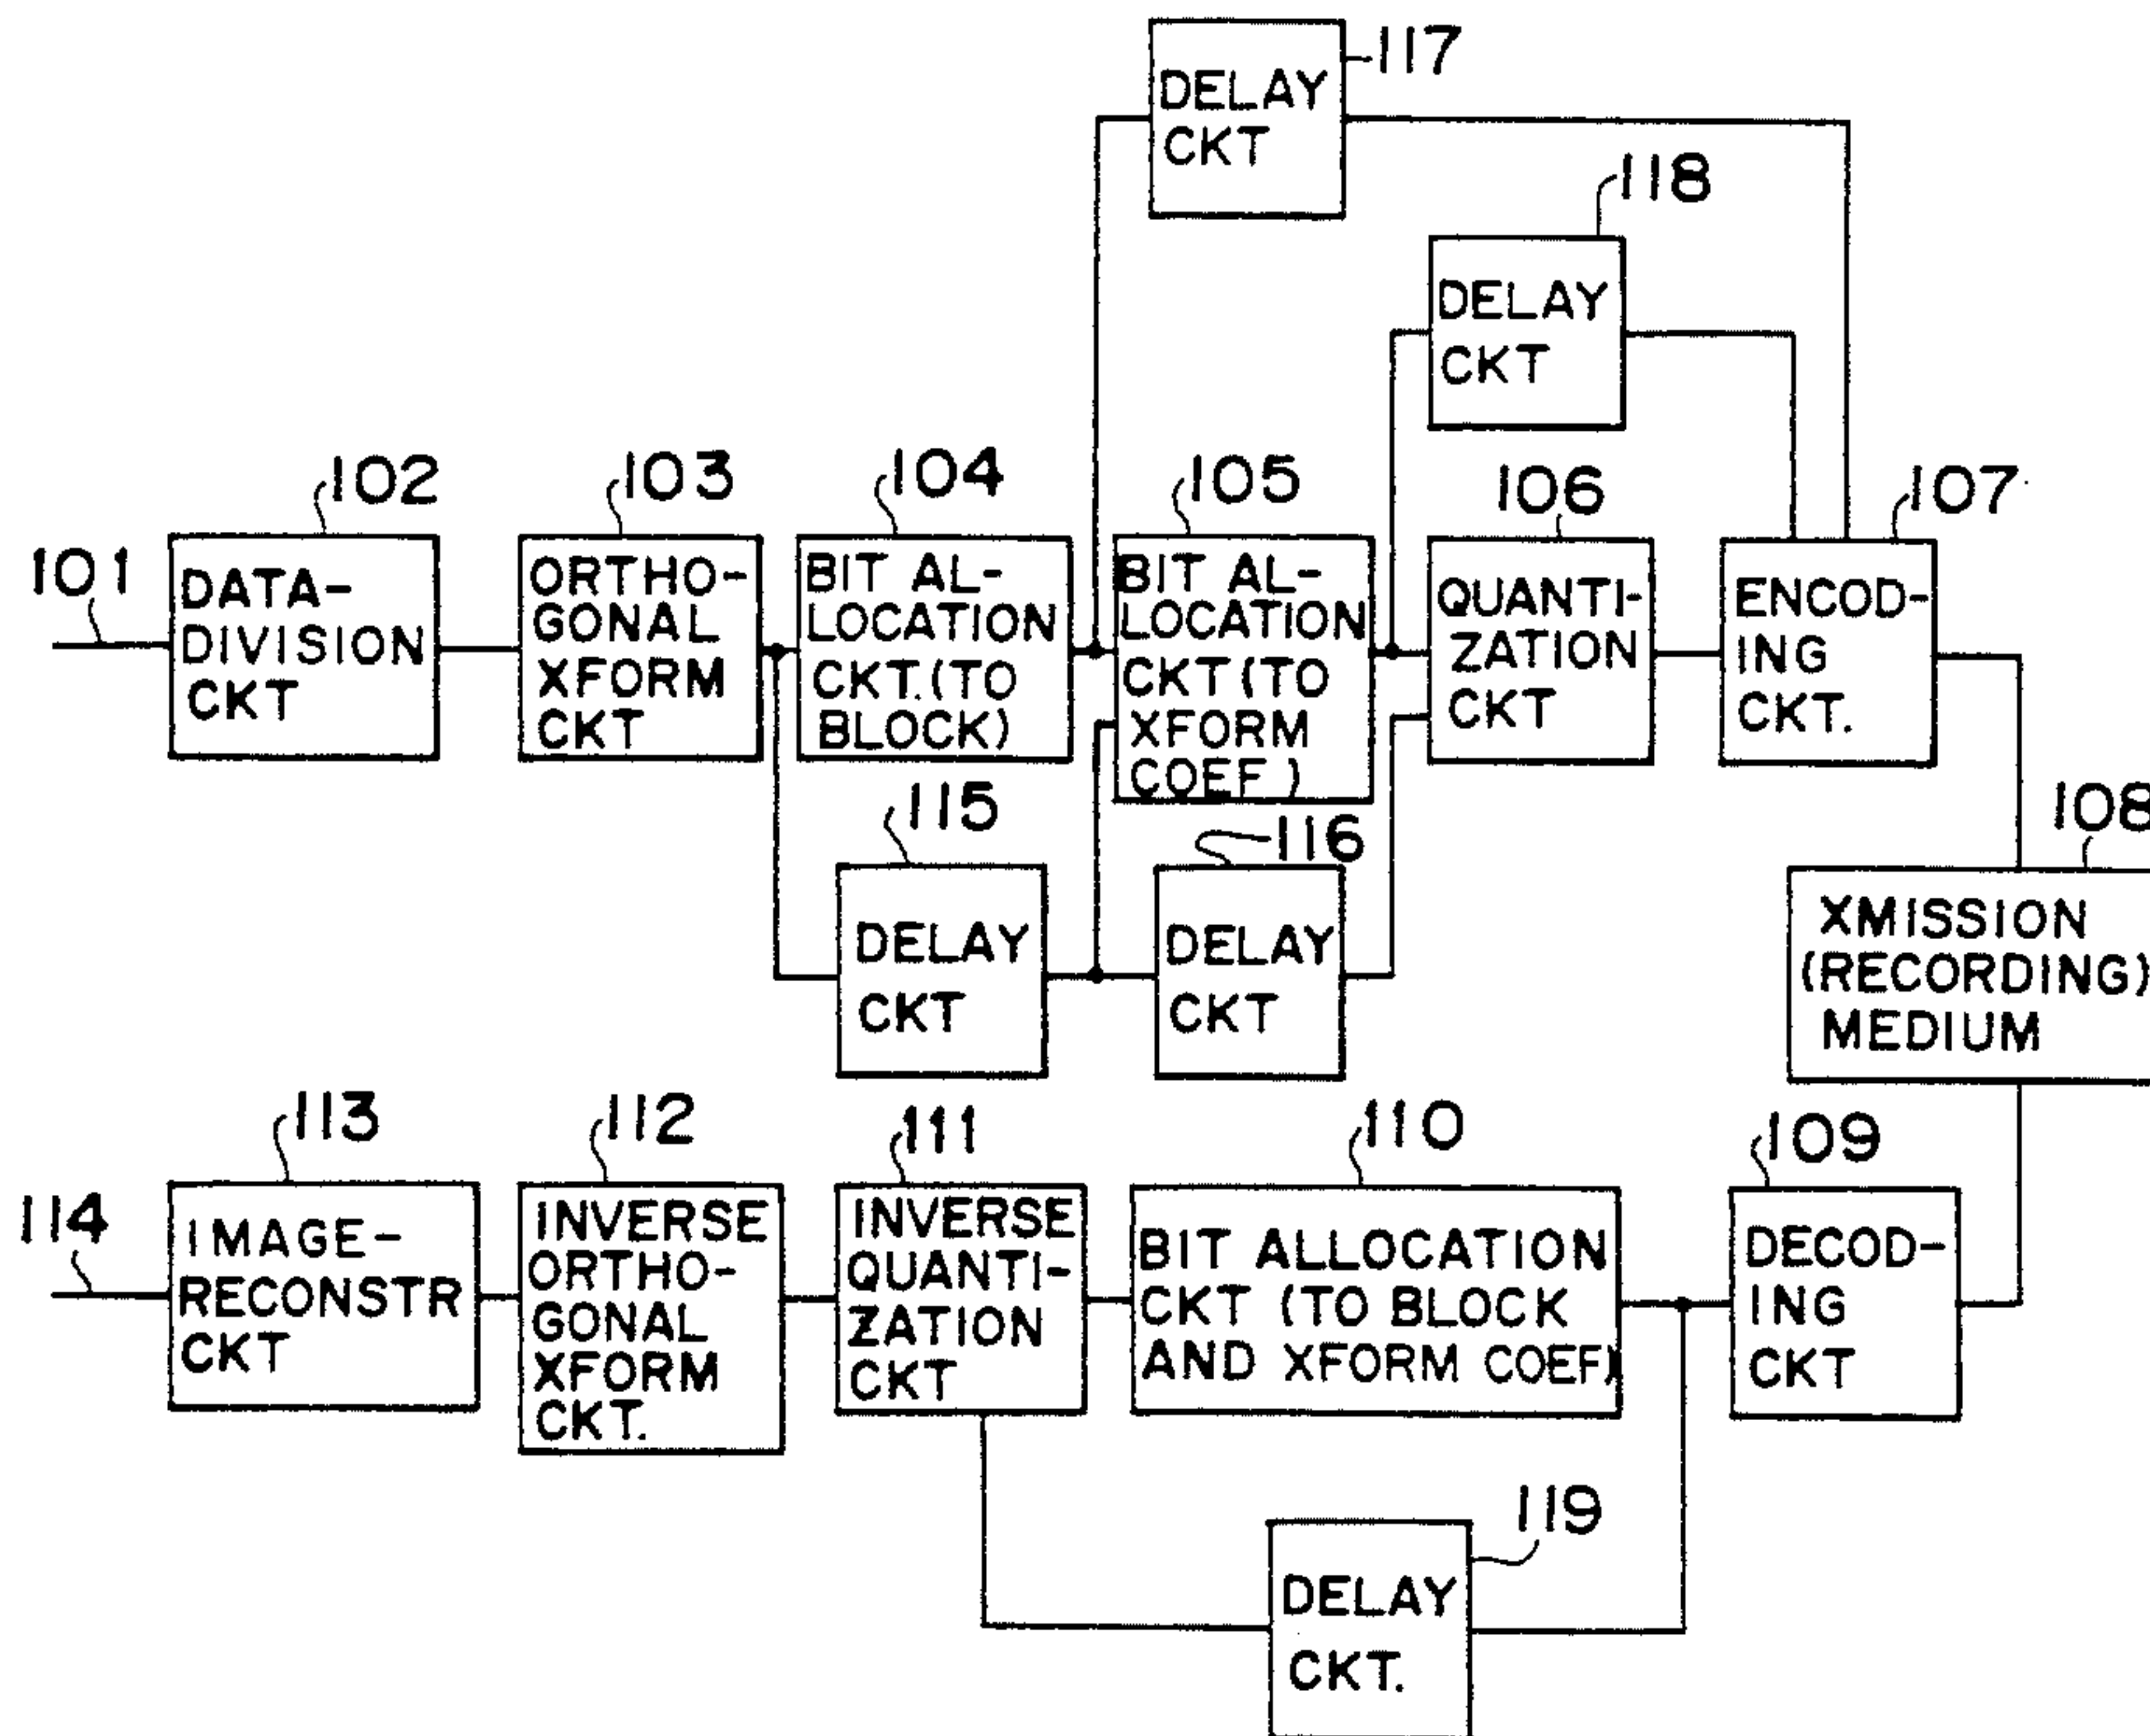 117
DELAY
CKT
118
DELAY
CKT
101
102
DATA-
DIVISION
CKT
103
ORTHO-
GONAL
XFORM
CKT
104
BIT AL-
LOCATION
CKT.(TO
BLOCK)
105
BIT AL-
LOCATION
CKT(TO
XFORM
COEF.)
106
QUANTI-
ZATION
CKT
107
ENCOD-
ING
CKT.
115
DELAY
CKT
116
DELAY
CKT
108
XMISSION
(RECORDING)
MEDIUM
114
113
IMAGE-
RECONSTR
CKT
112
INVERSE
ORTHO-
GONAL
XFORM
CKT.
111
INVERSE
QUANTI-
ZATION
CKT
110
BIT ALLOCATION
CKT (TO BLOCK
AND XFORM COEF)
109
DECOD-
ING
CKT
119
DELAY
CKT.